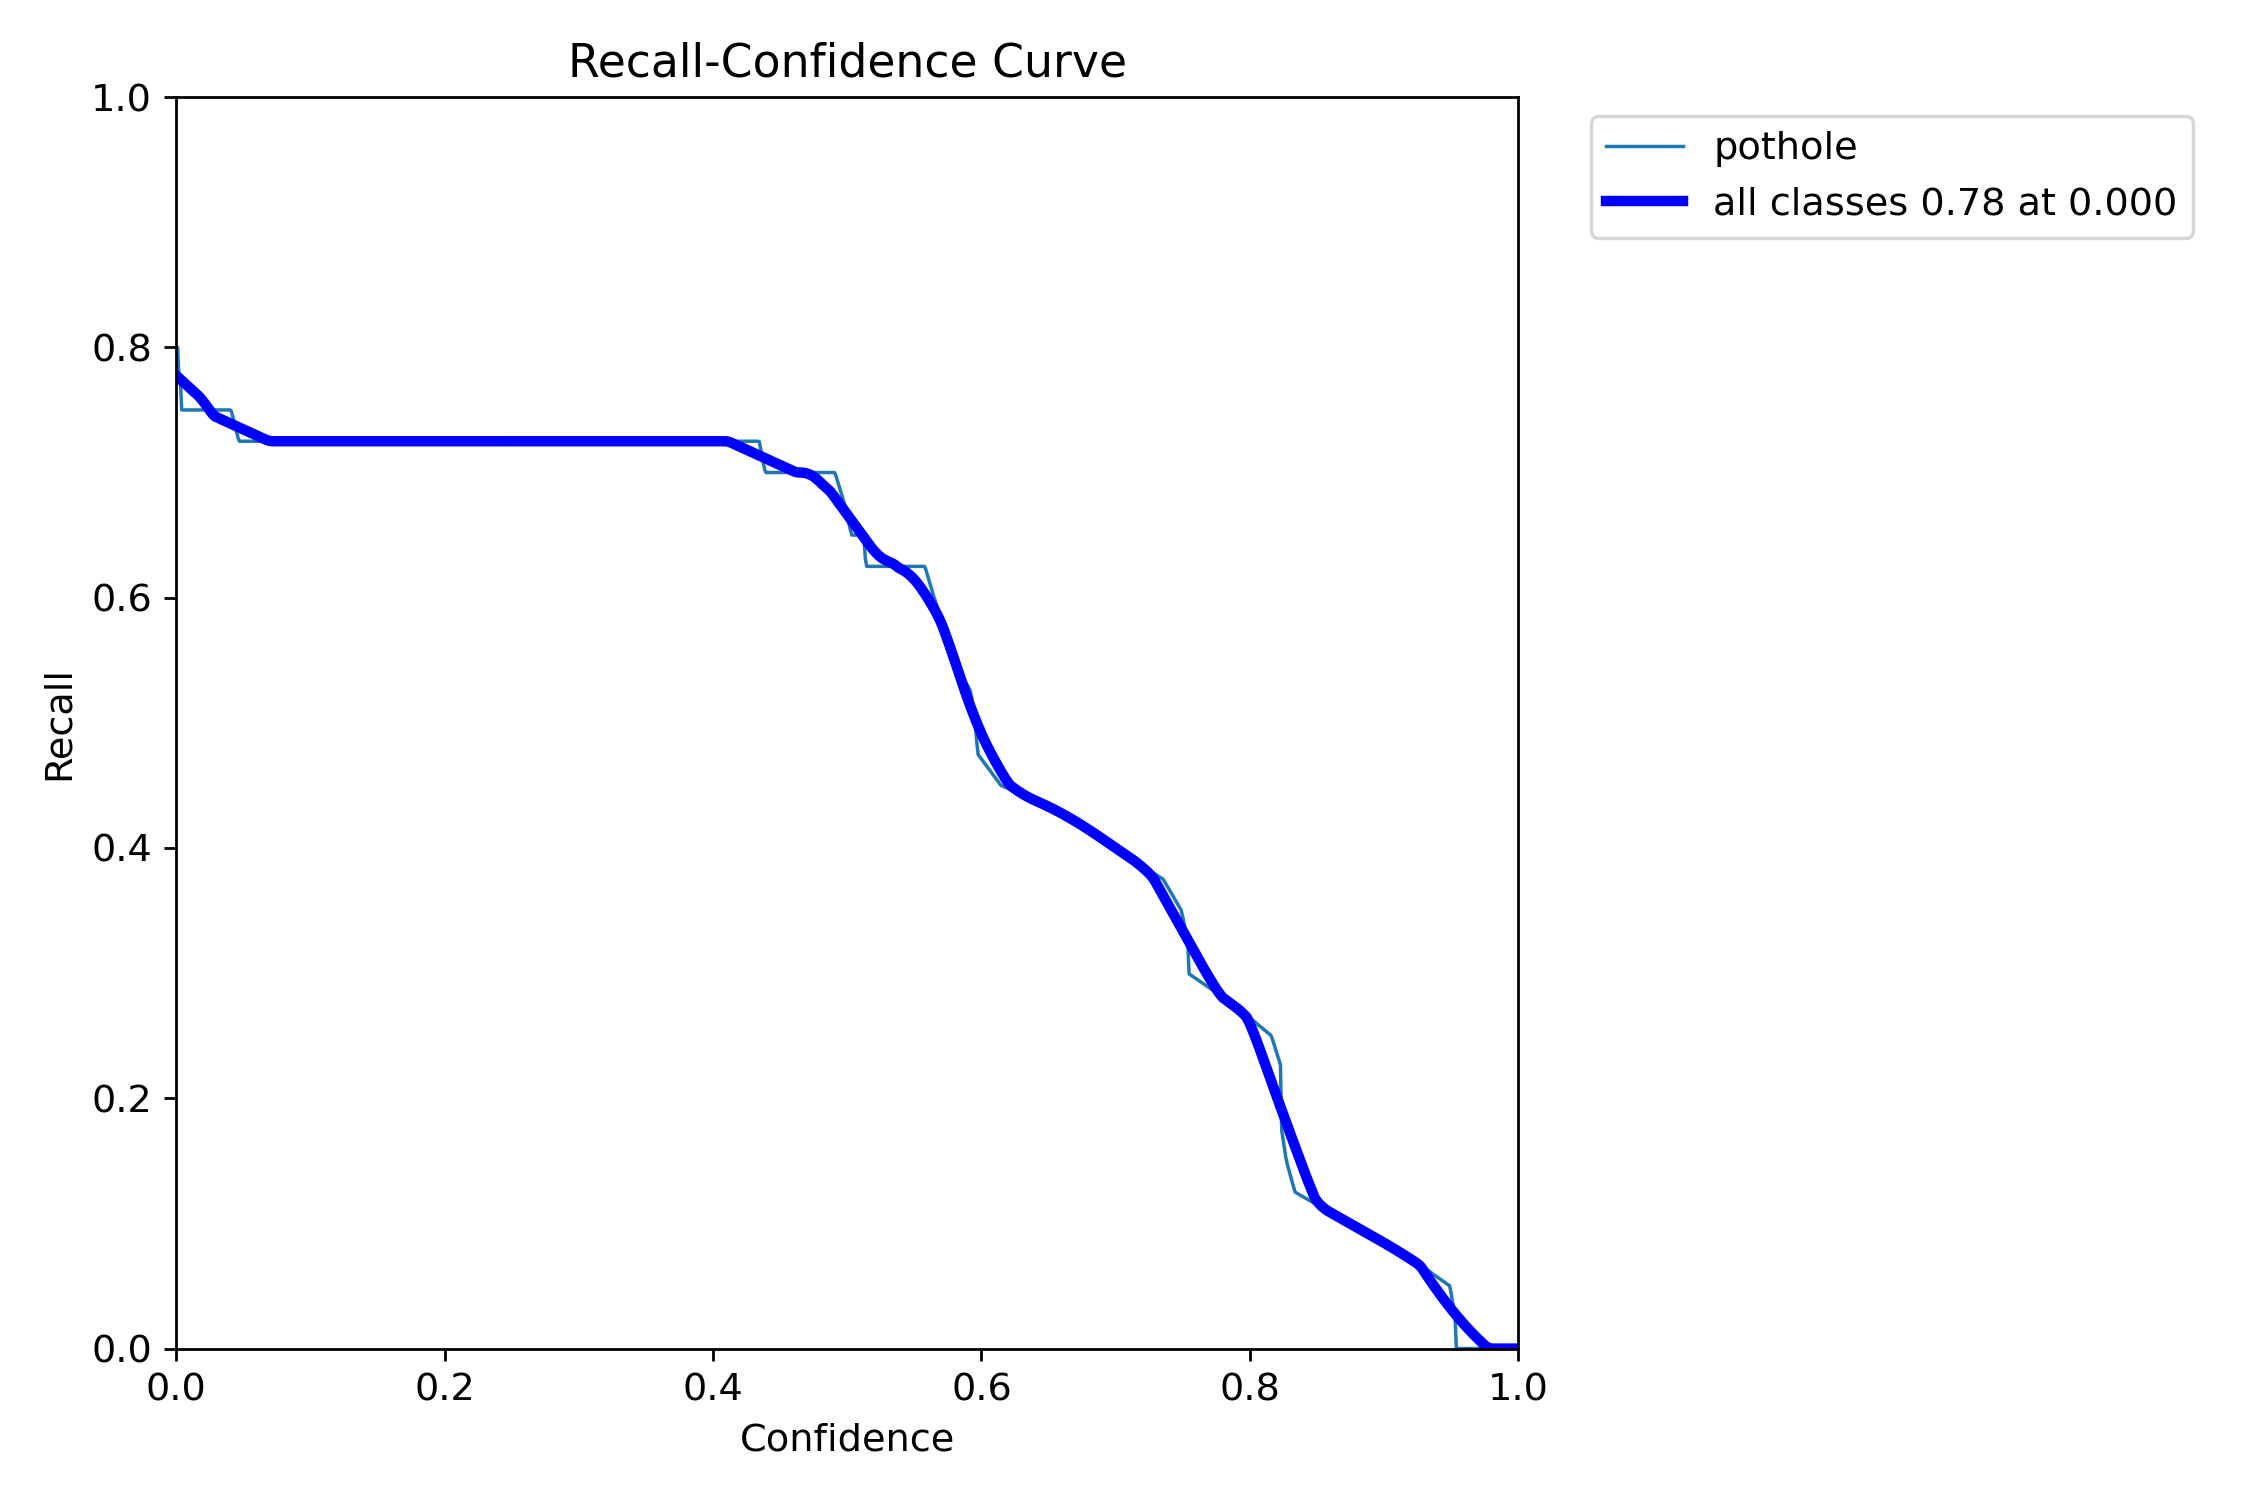 Recall-Confidence Curve
1.0
0.8
0.6
0.4
0.2
0.0
Recall
0.0 0.2 0.4 0.6 0.8 1.0
Confidence
pothole
all classes 0.78 at 0.000